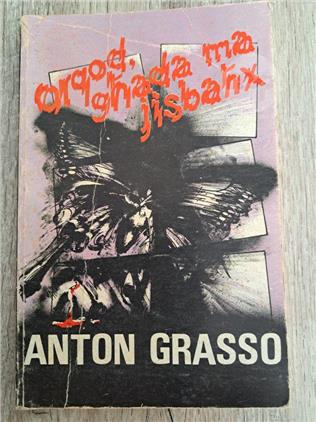 orqod,
għada ma
jisbaħx
ANTON GRASSO